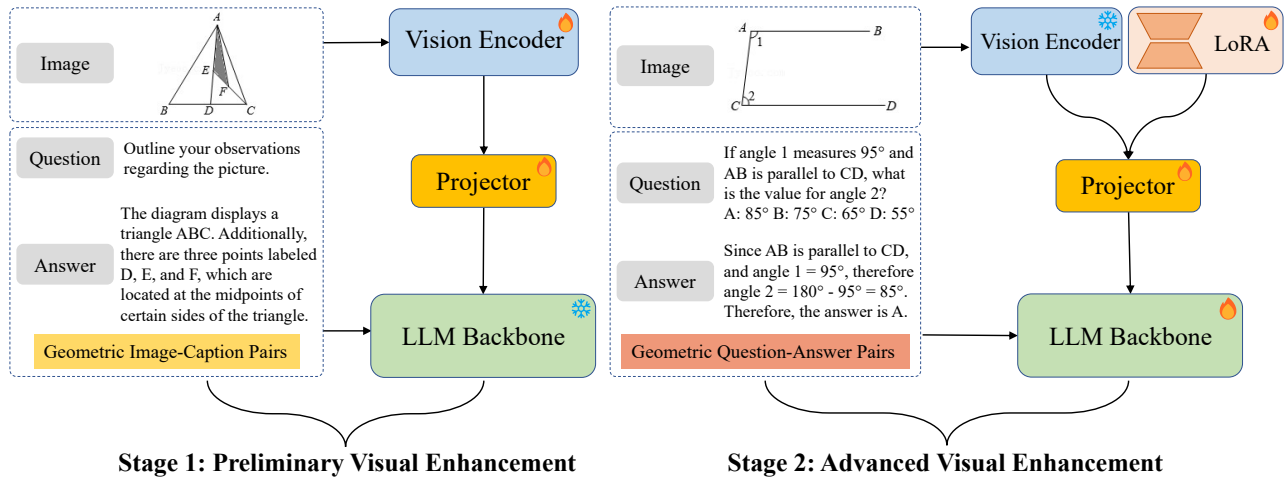 Image
A
E
F
B
D
C
Vision Encoder
Question
Outline your observations
regarding the picture.
Projector
Answer
The diagram displays a
triangle ABC. Additionally,
there are three points labeled
D, E, and F, which are
located at the midpoints of
certain sides of the triangle.
Geometric Image-Caption Pairs
LLM Backbone
Stage 1: Preliminary Visual Enhancement
Image
A
1
B
C
2
D
Vision Encoder
LoRA
Question
If angle 1 measures 95° and
AB is parallel to CD, what
is the value for angle 2?
A: 85° B: 75° C: 65° D: 55°
Projector
Answer
Since AB is parallel to CD,
and angle 1 = 95°, therefore
angle 2 = 180° - 95° = 85°.
Therefore, the answer is A.
Geometric Question-Answer Pairs
LLM Backbone
Stage 2: Advanced Visual Enhancement